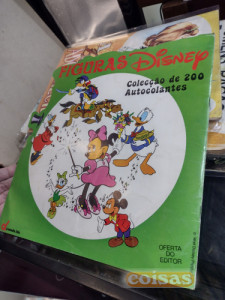 FIGURAS DISNEY
Colecção de 200
Autocolantes
OFERTA
DO
EDITOR
coisas